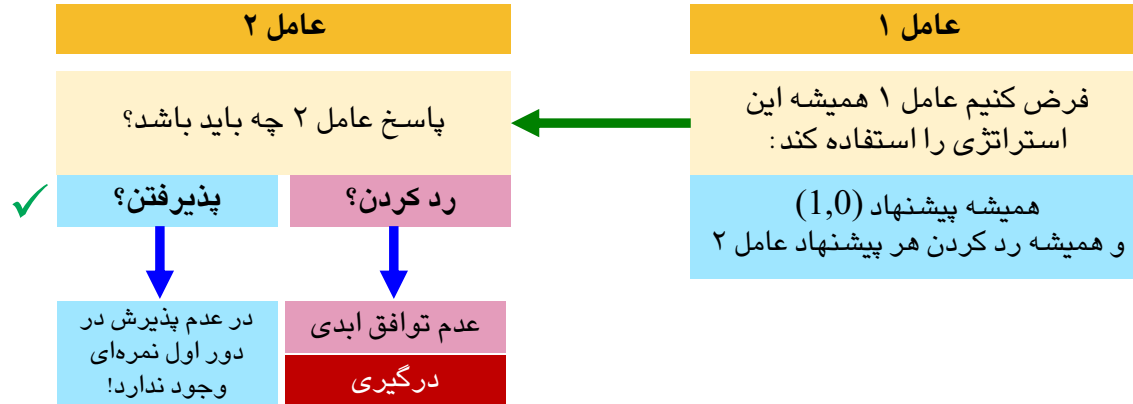 عامل ۱
فرض کنیم عامل ۱ همیشه این
استراتژی را استفاده کند:
همیشه پیشنهاد (1,0)
و همیشه رد کردن هر پیشنهاد عامل ۲
عامل ۲
پاسخ عامل ۲ چه باید باشد؟
رد کردن؟
عدم توافق ابدی
درگیری
پذیرفتن؟
در عدم پذیرش در
دور اول نمره‌ای
وجود ندارد!